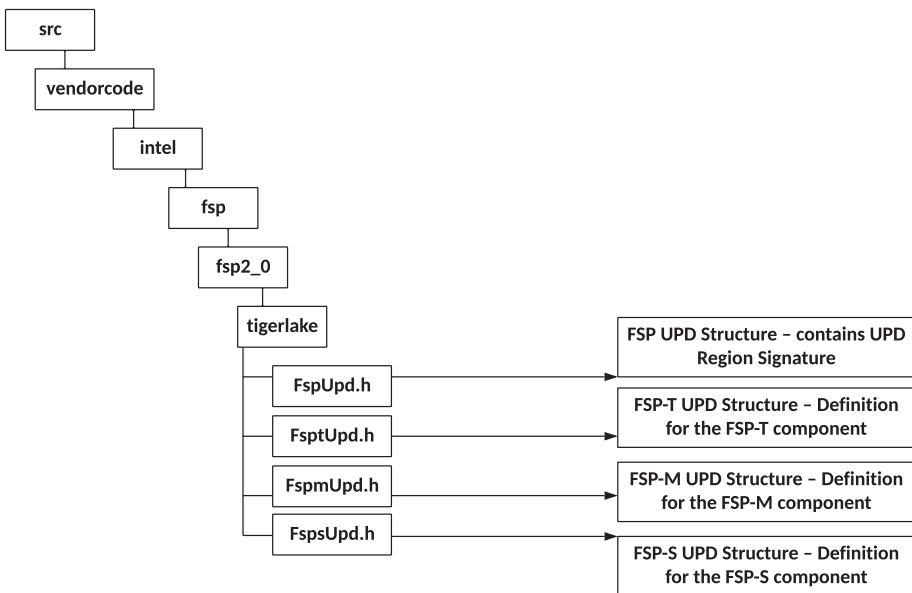 src
vendorcode
intel
fsp
fsp2_0
tigerlake
FspUpd.h
FSP UPD Structure – contains UPD
Region Signature
FsptUpd.h
FSP-T UPD Structure – Definition
for the FSP-T component
FspmUpd.h
FSP-M UPD Structure – Definition
for the FSP-M component
FspsUpd.h
FSP-S UPD Structure – Definition
for the FSP-S component